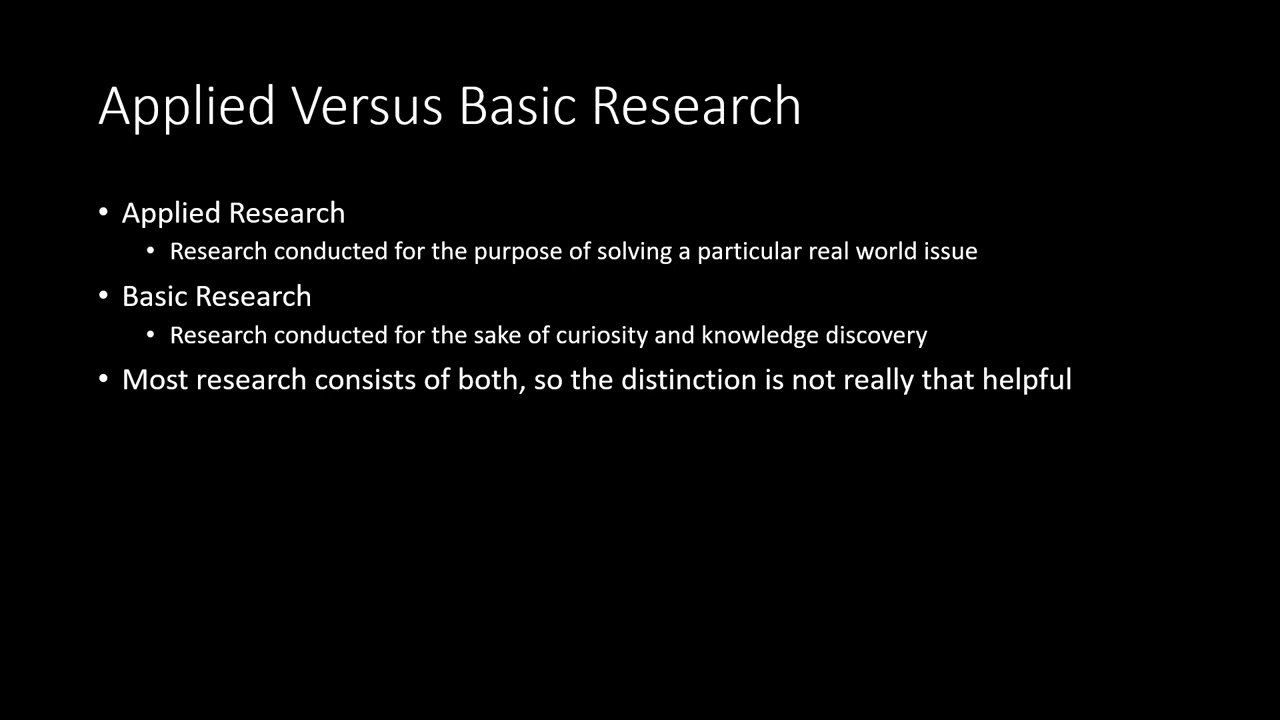 Applied Versus Basic Research
• Applied Research
• Research conducted for the purpose of solving a particular real world issue
• Basic Research
• Research conducted for the sake of curiosity and knowledge discovery
• Most research consists of both, so the distinction is not really that helpful